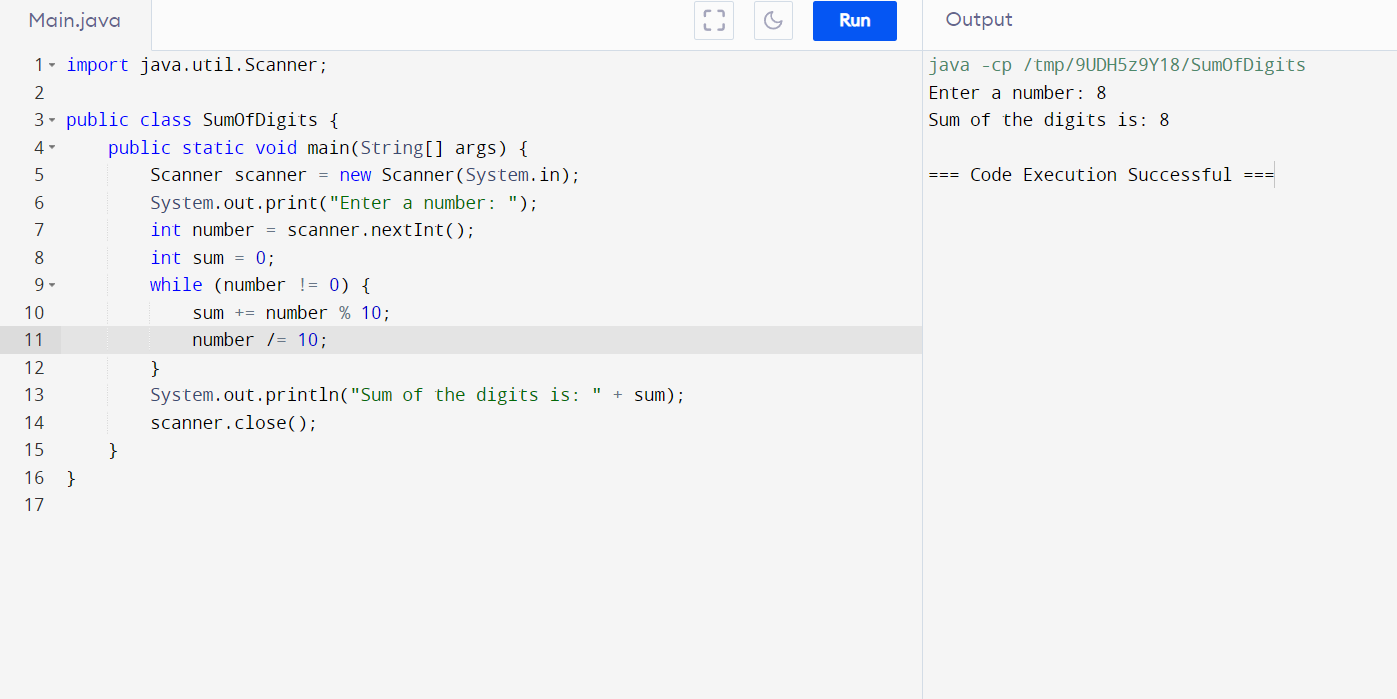 Main.java
Run
Output
1 import java.util.Scanner;
2
3 public class SumOfDigits {
4     public static void main(String[] args) {
5         Scanner scanner = new Scanner(System.in);
6         System.out.print("Enter a number: ");
7         int number = scanner.nextInt();
8         int sum = 0;
9         while (number != 0) {
10             sum += number % 10;
11             number /= 10;
12         }
13         System.out.println("Sum of the digits is: " + sum);
14         scanner.close();
15     }
16 }
17
java -cp /tmp/9UDH5z9Y18/SumOfDigits
Enter a number: 8
Sum of the digits is: 8
=== Code Execution Successful ===